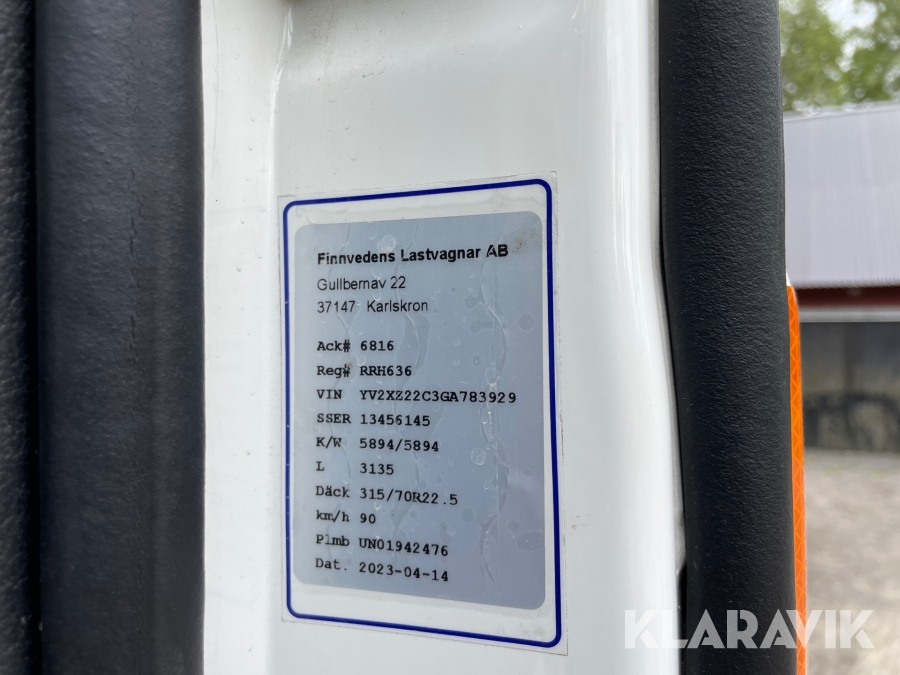 Finnvedens Lastvagnar AB
Gullbernav 22
37147 Karlskron
Ack# 6816
Reg# RRH636
VIN YV2XZ22C3GA783929
SSER 13456145
K/W 5894/5894
L 3135
Däck 315/70R22.5
km/h 90
Plmb UN01942476
Dat. 2023-04-14
KLARAVIK